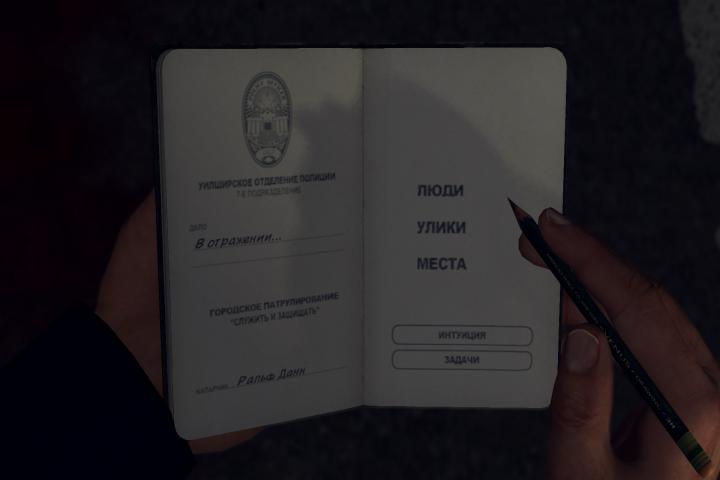 УИЛШИРСКОЕ ОТДЕЛЕНИЕ ПОЛИЦИИ
7-Е ПОДРАЗДЕЛЕНИЕ
ДЕЛО
В отражении...
ГОРОДСКОЕ ПАТРУЛИРОВАНИЕ
"СЛУЖИТЬ И ЗАЩИЩАТЬ"
НАПАРНИК Ральф Данн
ЛЮДИ
УЛИКИ
МЕСТА
ИНТУИЦИЯ
ЗАДАЧИ
VENUS